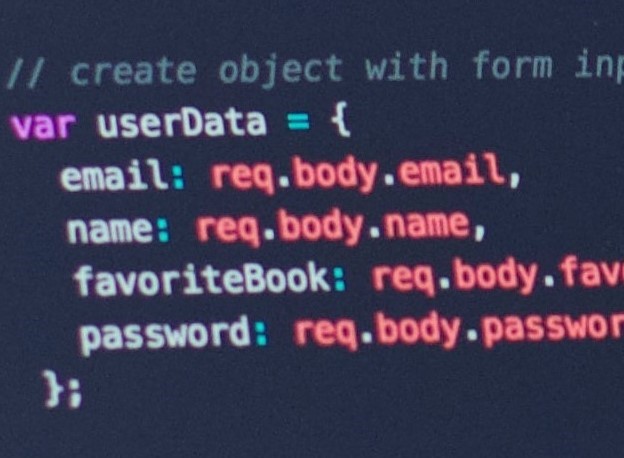 // create object with form inp
var userData = {
email: req.body.email,
name: req.body.name,
favoriteBook: req.body.fav
password: req.body.passwor
};